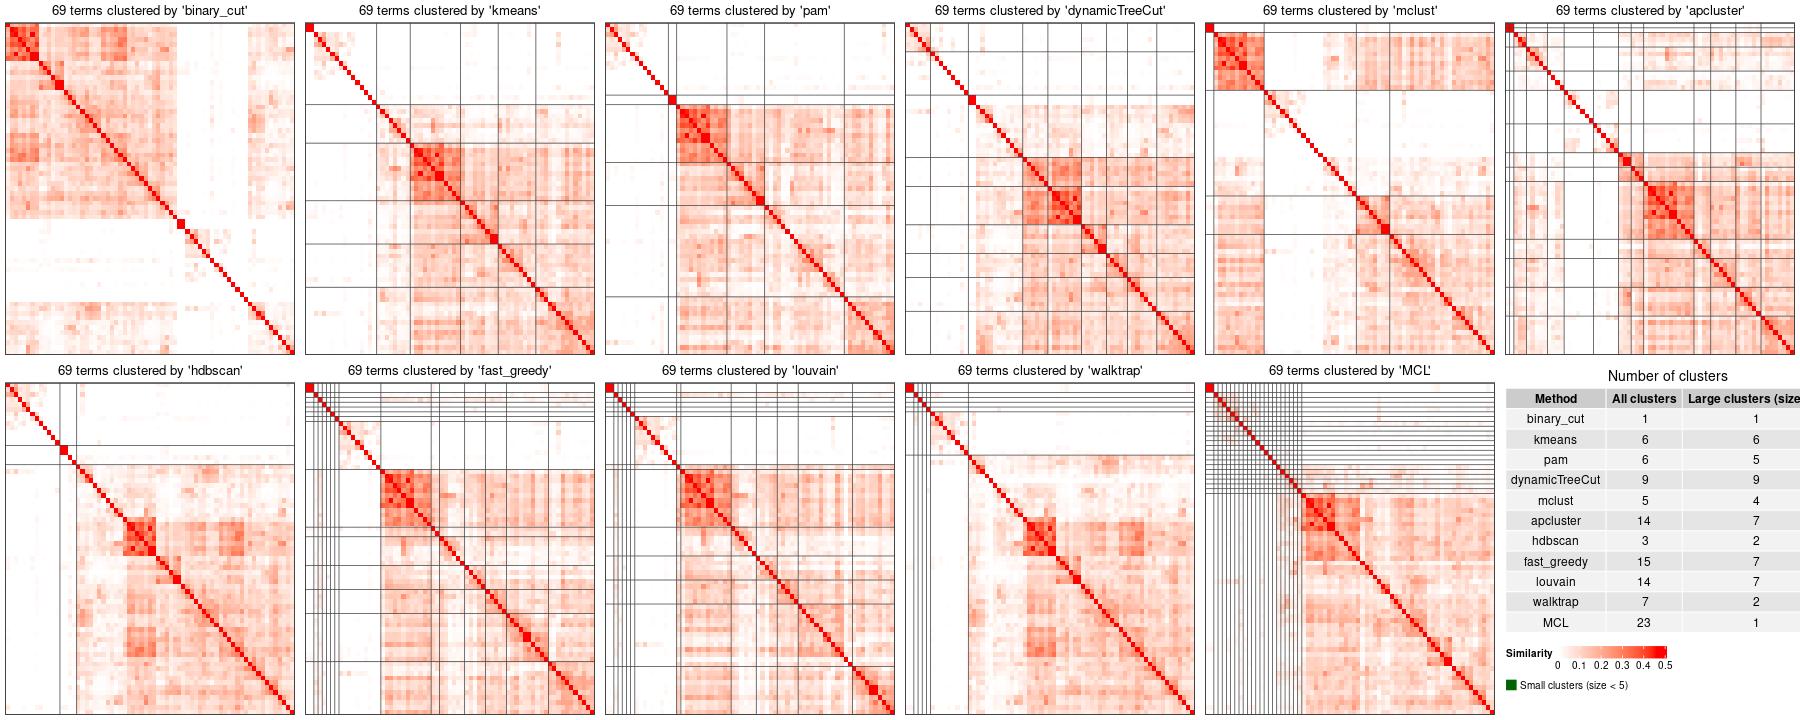 69 terms clustered by 'binary_cut'
69 terms clustered by 'kmeans'
69 terms clustered by 'pam'
69 terms clustered by 'dynamicTreeCut'
69 terms clustered by 'mclust'
69 terms clustered by 'apcluster'
69 terms clustered by 'hdbscan'
69 terms clustered by 'fast_greedy'
69 terms clustered by 'louvain'
69 terms clustered by 'walktrap'
69 terms clustered by 'MCL'
Number of clusters
Method All clusters Large clusters (size
binary_cut 1 1
kmeans 6 6
pam 6 5
dynamicTreeCut 9 9
mclust 5 4
apcluster 14 7
hdbscan 3 2
fast_greedy 15 7
louvain 14 7
walktrap 7 2
MCL 23 1
Similarity
0 0.1 0.2 0.3 0.4 0.5
Small clusters (size < 5)